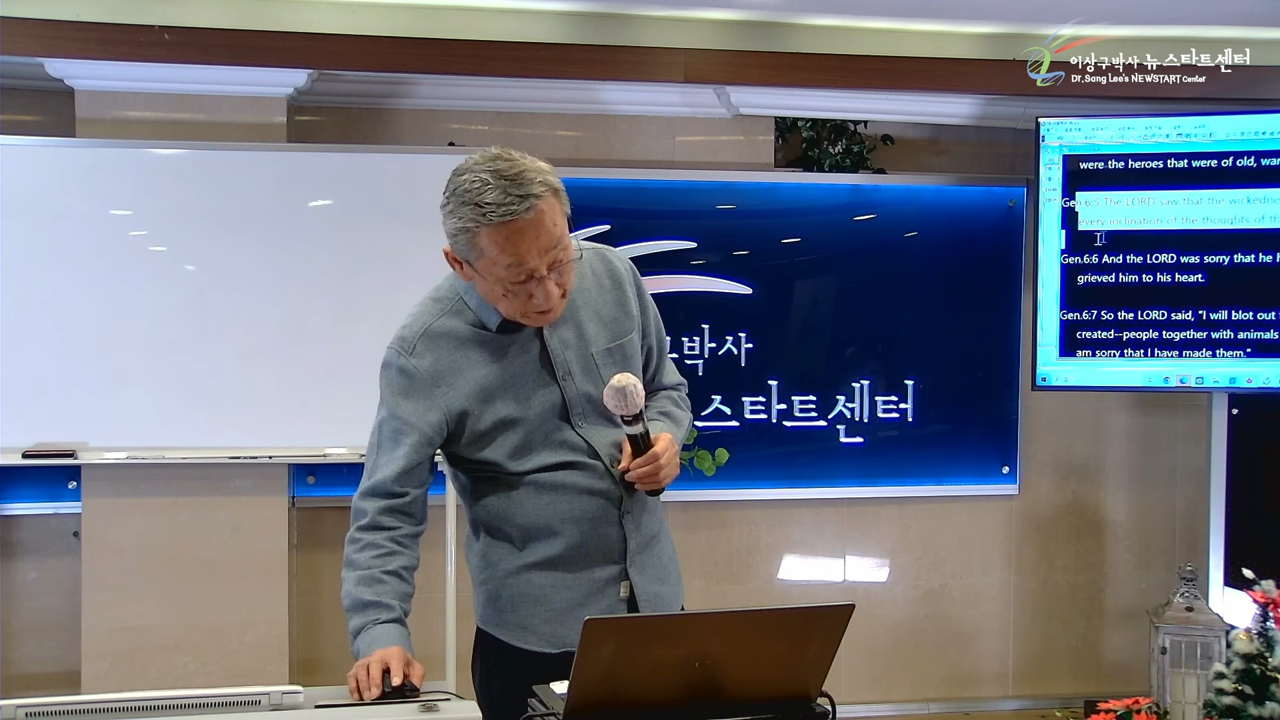 이상구박사 뉴스타트센터
Dr. Sang Lee's NEWSTART Center
were the heroes that were of old, war
Gen.6:5 The LORD saw that the wickedne
every inclination of the thoughts of th
Gen.6:6 And the LORD was sorry that he h
grieved him to his heart.
Gen.6:7 So the LORD said, "I will blot out
created—people together with animals
am sorry that I have made them."
구박사
스타트센터